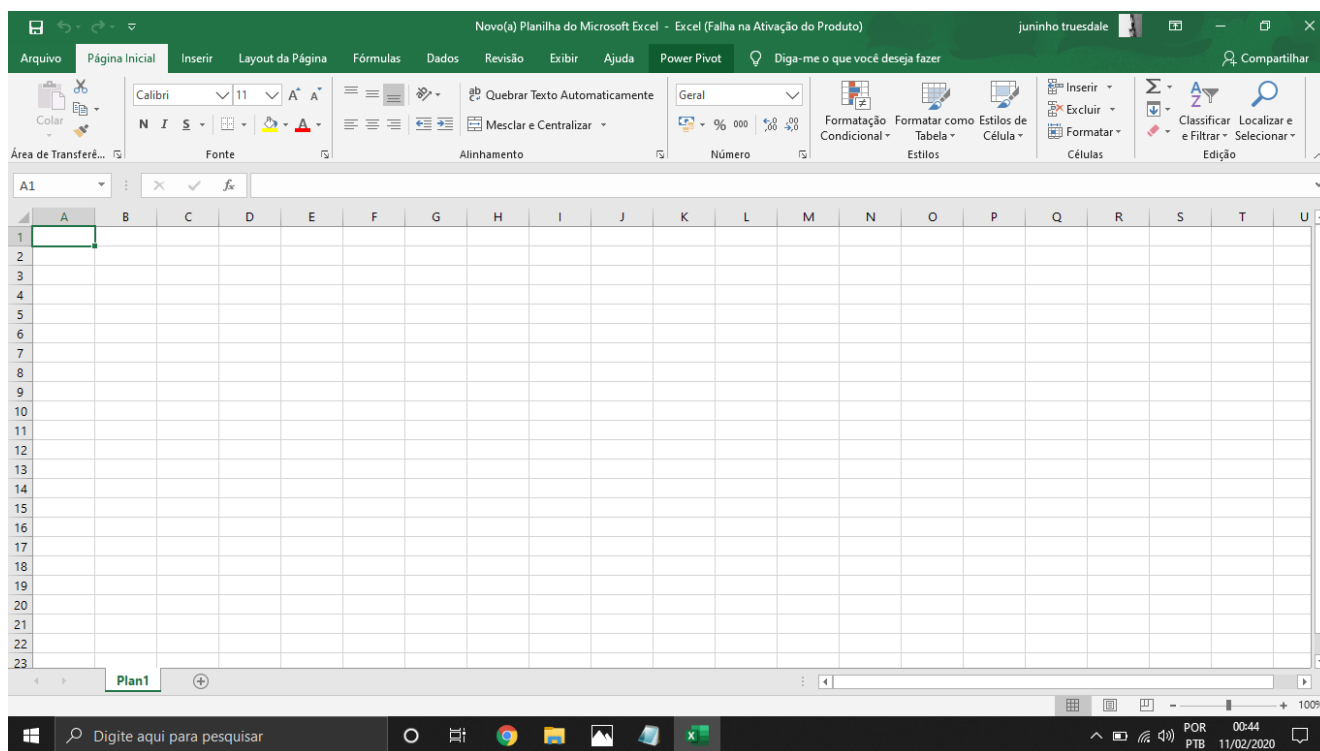 Novo(a) Planilha do Microsoft Excel - Excel (Falha na Ativação do Produto) juninho truesdale
Arquivo Página Inicial Inserir Layout da Página Fórmulas Dados Revisão Exibir Ajuda Power Pivot Diga-me o que você deseja fazer Compartilhar
Colar Calibri 11 A A ab Quebrar Texto Automaticamente Geral Formatação Condicional Formatar como Tabela Estilos de Célula Inserir Σ Classificar e Filtrar Localizar e Selecionar
N I S A Mesclar e Centralizar % 000 Excluir
Formatar
Área de Transferê... Fonte Alinhamento Número Estilos Células Edição
A1 fx
A B C D E F G H I J K L M N O P Q R S T U
1
2
3
4
5
6
7
8
9
10
11
12
13
14
15
16
17
18
19
20
21
22
23
Plan1
100%
Digite aqui para pesquisar POR 00:44
PTB 11/02/2020